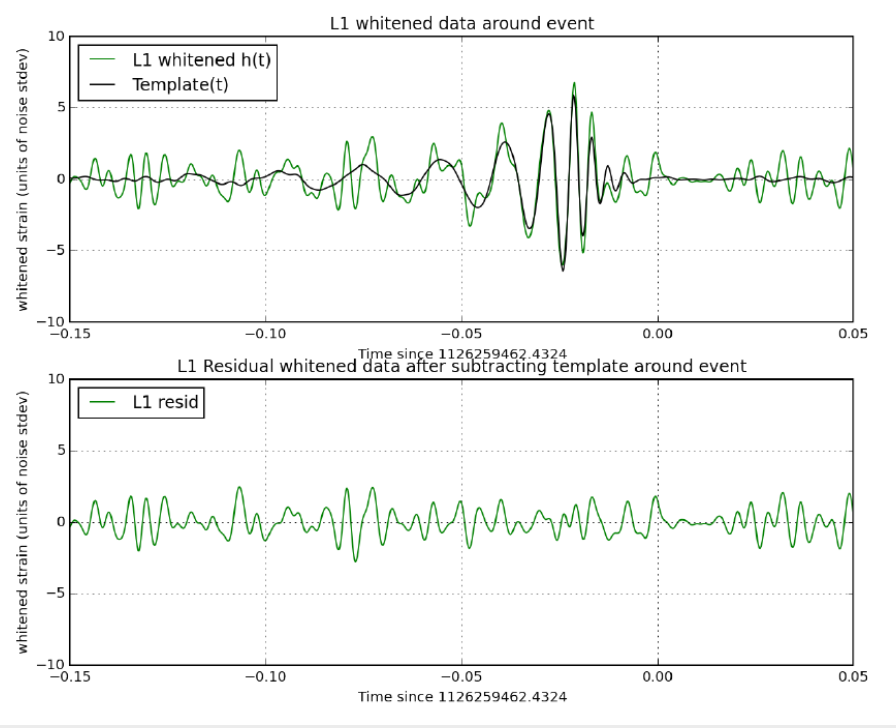 L1 whitened data around event
10
5
0
−5
−10
whitened strain (units of noise stdev)
L1 whitened h(t)
Template(t)
−0.15 −0.10 −0.05 0.00 0.05
Time since 1126259462.4324
L1 Residual whitened data after subtracting template around event
10
5
0
−5
−10
whitened strain (units of noise stdev)
L1 resid
−0.15 −0.10 −0.05 0.00 0.05
Time since 1126259462.4324